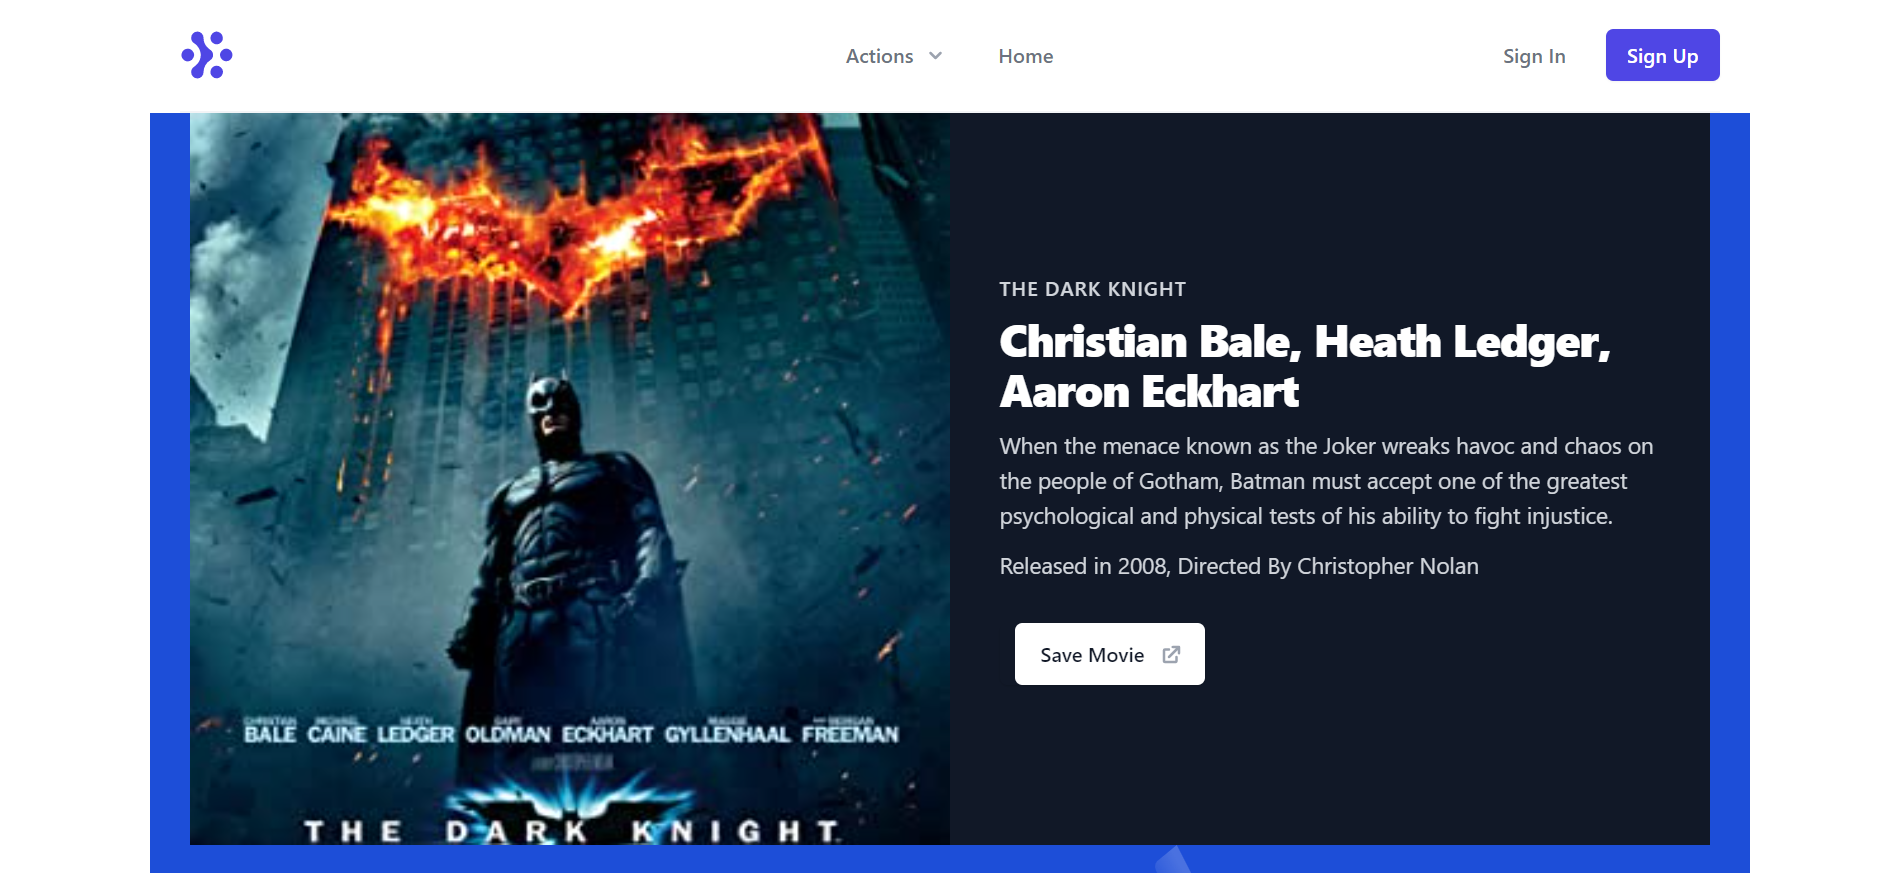 Actions
Home
Sign In
Sign Up
THE DARK KNIGHT
Christian Bale, Heath Ledger,
Aaron Eckhart
When the menace known as the Joker wreaks havoc and chaos on
the people of Gotham, Batman must accept one of the greatest
psychological and physical tests of his ability to fight injustice.
Released in 2008, Directed By Christopher Nolan
Save Movie
CHRISTIAN MICHAEL HEATH GARY AARON MAGGIE AND MORGAN
BALE CAINE LEDGER OLDMAN ECKHART GYLLENHAAL FREEMAN
THE DARK KNIGHT